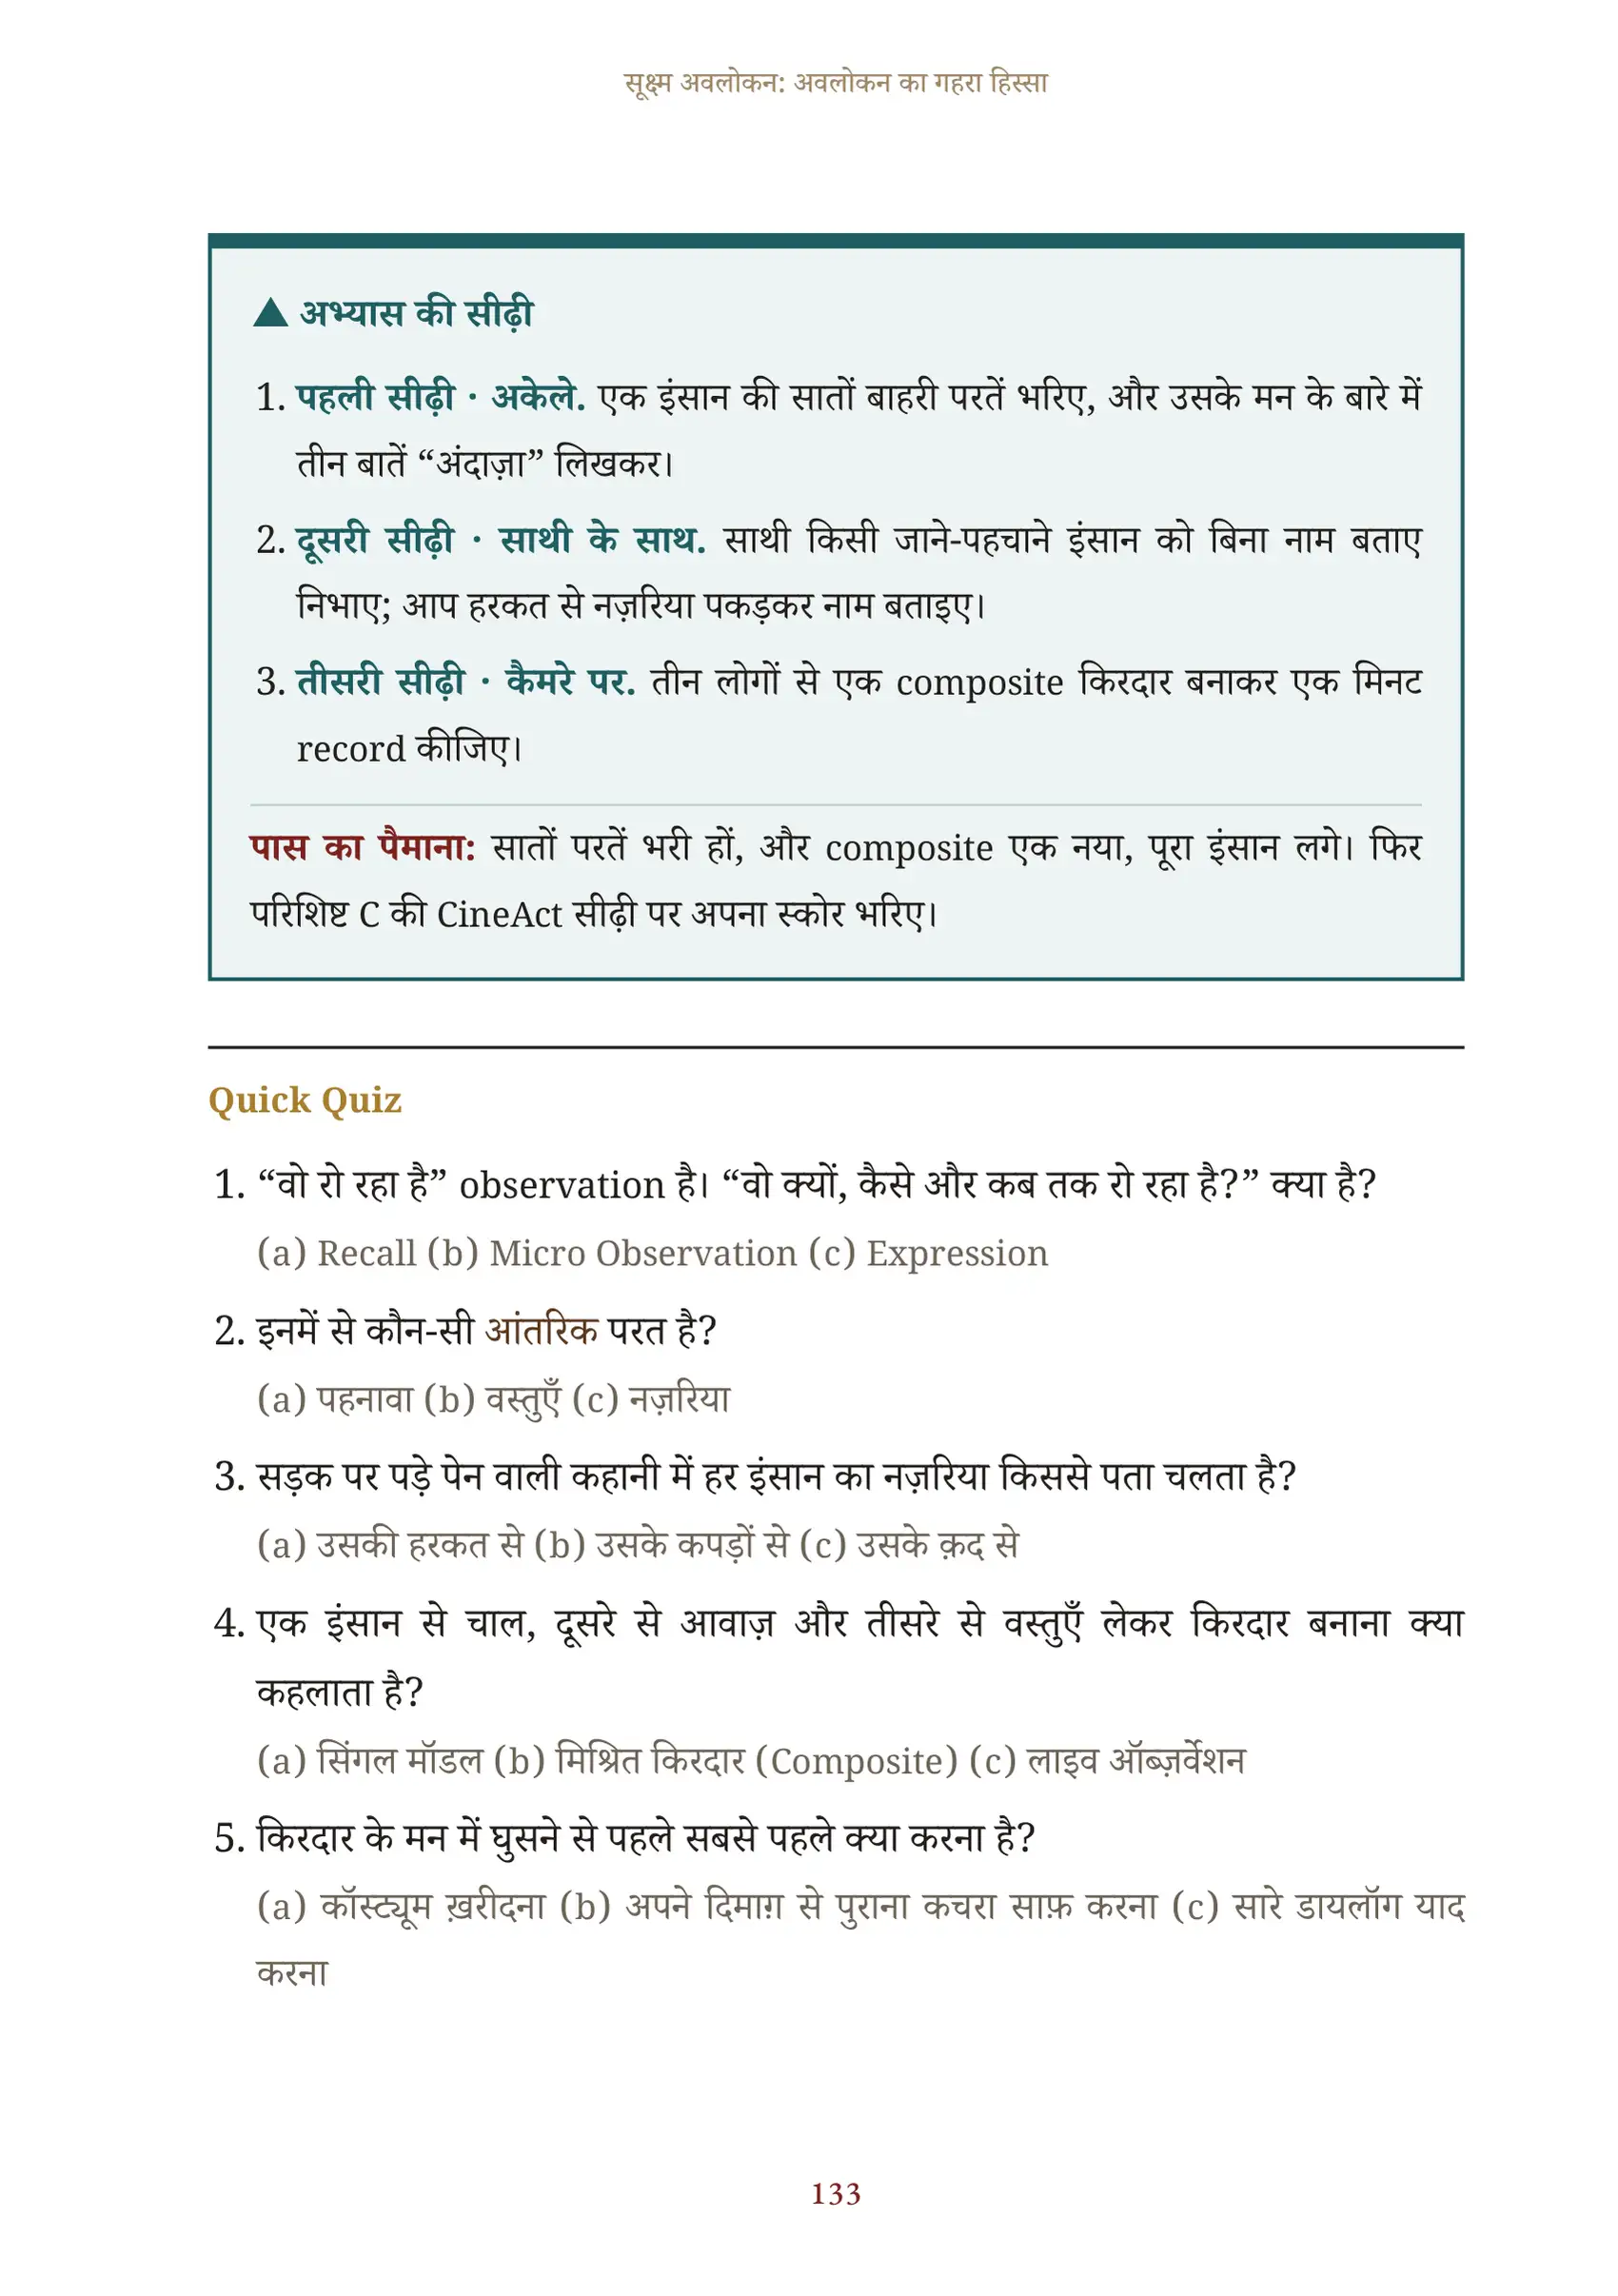 सूक्ष्म अवलोकन: अवलोकन का गहरा हिस्सा
▲ अभ्यास की सीढ़ी
1. पहली सीढ़ी · अकेले. एक इंसान की सातों बाहरी परतें भरिए, और उसके मन के बारे में
तीन बातें “अंदाज़ा” लिखकर।
2. दूसरी सीढ़ी · साथी के साथ. साथी किसी जाने-पहचाने इंसान को बिना नाम बताए
निभाए; आप हरकत से नज़रिया पकड़कर नाम बताइए।
3. तीसरी सीढ़ी · कैमरे पर. तीन लोगों से एक composite किरदार बनाकर एक मिनट
record कीजिए।
पास का पैमाना: सातों परतें भरी हों, और composite एक नया, पूरा इंसान लगे। फिर
परिशिष्ट C की CineAct सीढ़ी पर अपना स्कोर भरिए।
Quick Quiz
1. “वो रो रहा है” observation है। “वो क्यों, कैसे और कब तक रो रहा है?” क्या है?
(a) Recall (b) Micro Observation (c) Expression
2. इनमें से कौन-सी आंतरिक परत है?
(a) पहनावा (b) वस्तुएँ (c) नज़रिया
3. सड़क पर पड़े पेन वाली कहानी में हर इंसान का नज़रिया किससे पता चलता है?
(a) उसकी हरकत से (b) उसके कपड़ों से (c) उसके क़द से
4. एक इंसान से चाल, दूसरे से आवाज़ और तीसरे से वस्तुएँ लेकर किरदार बनाना क्या
कहलाता है?
(a) सिंगल मॉडल (b) मिश्रित किरदार (Composite) (c) लाइव ऑब्ज़र्वेशन
5. किरदार के मन में घुसने से पहले सबसे पहले क्या करना है?
(a) कॉस्ट्यूम ख़रीदना (b) अपने दिमाग़ से पुराना कचरा साफ़ करना (c) सारे डायलॉग याद
करना
133